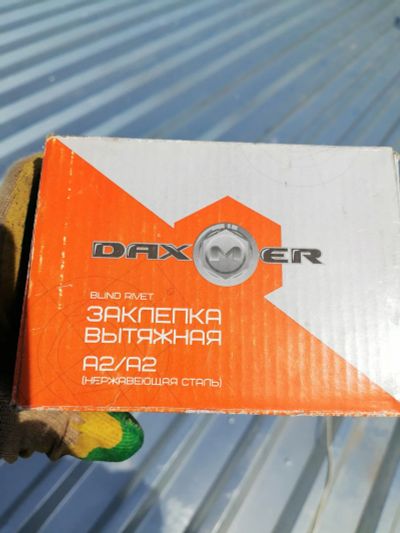 DAXMER
BLIND RIVET
ЗАКЛЕПКА
ВЫТЯЖНАЯ
A2/A2
(НЕРЖАВЕЮЩАЯ СТАЛЬ)